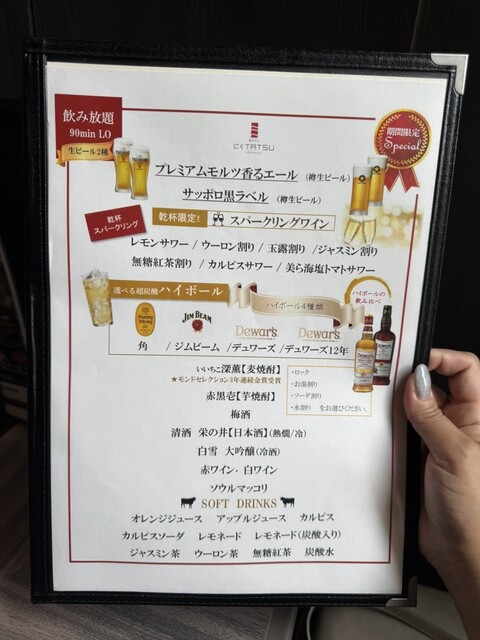 飲み放題
90min LO
生ビール2種
にくTATSU
期間限定
Special
プレミアムモルツ香るエール (樽生ビール)
サッポロ黒ラベル (樽生ビール)
乾杯
スパークリング
乾杯限定!! スパークリングワイン
レモンサワー / ウーロン割り / 玉露割り / ジャスミン割り
無糖紅茶割り / カルピスサワー / 美ら海塩トマトサワー
選べる超炭酸ハイボール
ハイボール4種類
ハイボールの
飲み比べ
JIM BEAM
Dewar's
Dewar's
角 / ジムビーム / デュワーズ / デュワーズ12年
いいちこ深薫【麦焼酎】
★モンドセレクション3年連続金賞受賞
赤黒壱【芋焼酎】
・ロック
・お湯割り
・ソーダ割り
・水割り をお選びください。
梅酒
清酒 栄の井【日本酒】(熱燗/冷)
白雪 大吟醸(冷酒)
赤ワイン・白ワイン
ソウルマッコリ
SOFT DRINKS
オレンジジュース アップルジュース カルピス
カルピスソーダ レモネード レモネード(炭酸入り)
ジャスミン茶 ウーロン茶 無糖紅茶 炭酸水